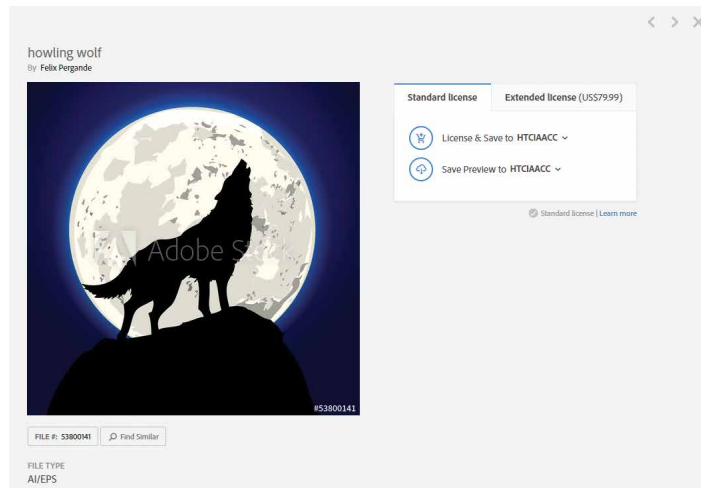 howling wolf
By Felix Pergande
Standard license
Extended license (US$79.99)
License & Save to HTCIAACC
Save Preview to HTCIAACC
Standard license | Learn more
Adobe Stock
#53800141
FILE #: 53800141
Find Similar
FILE TYPE
AI/EPS